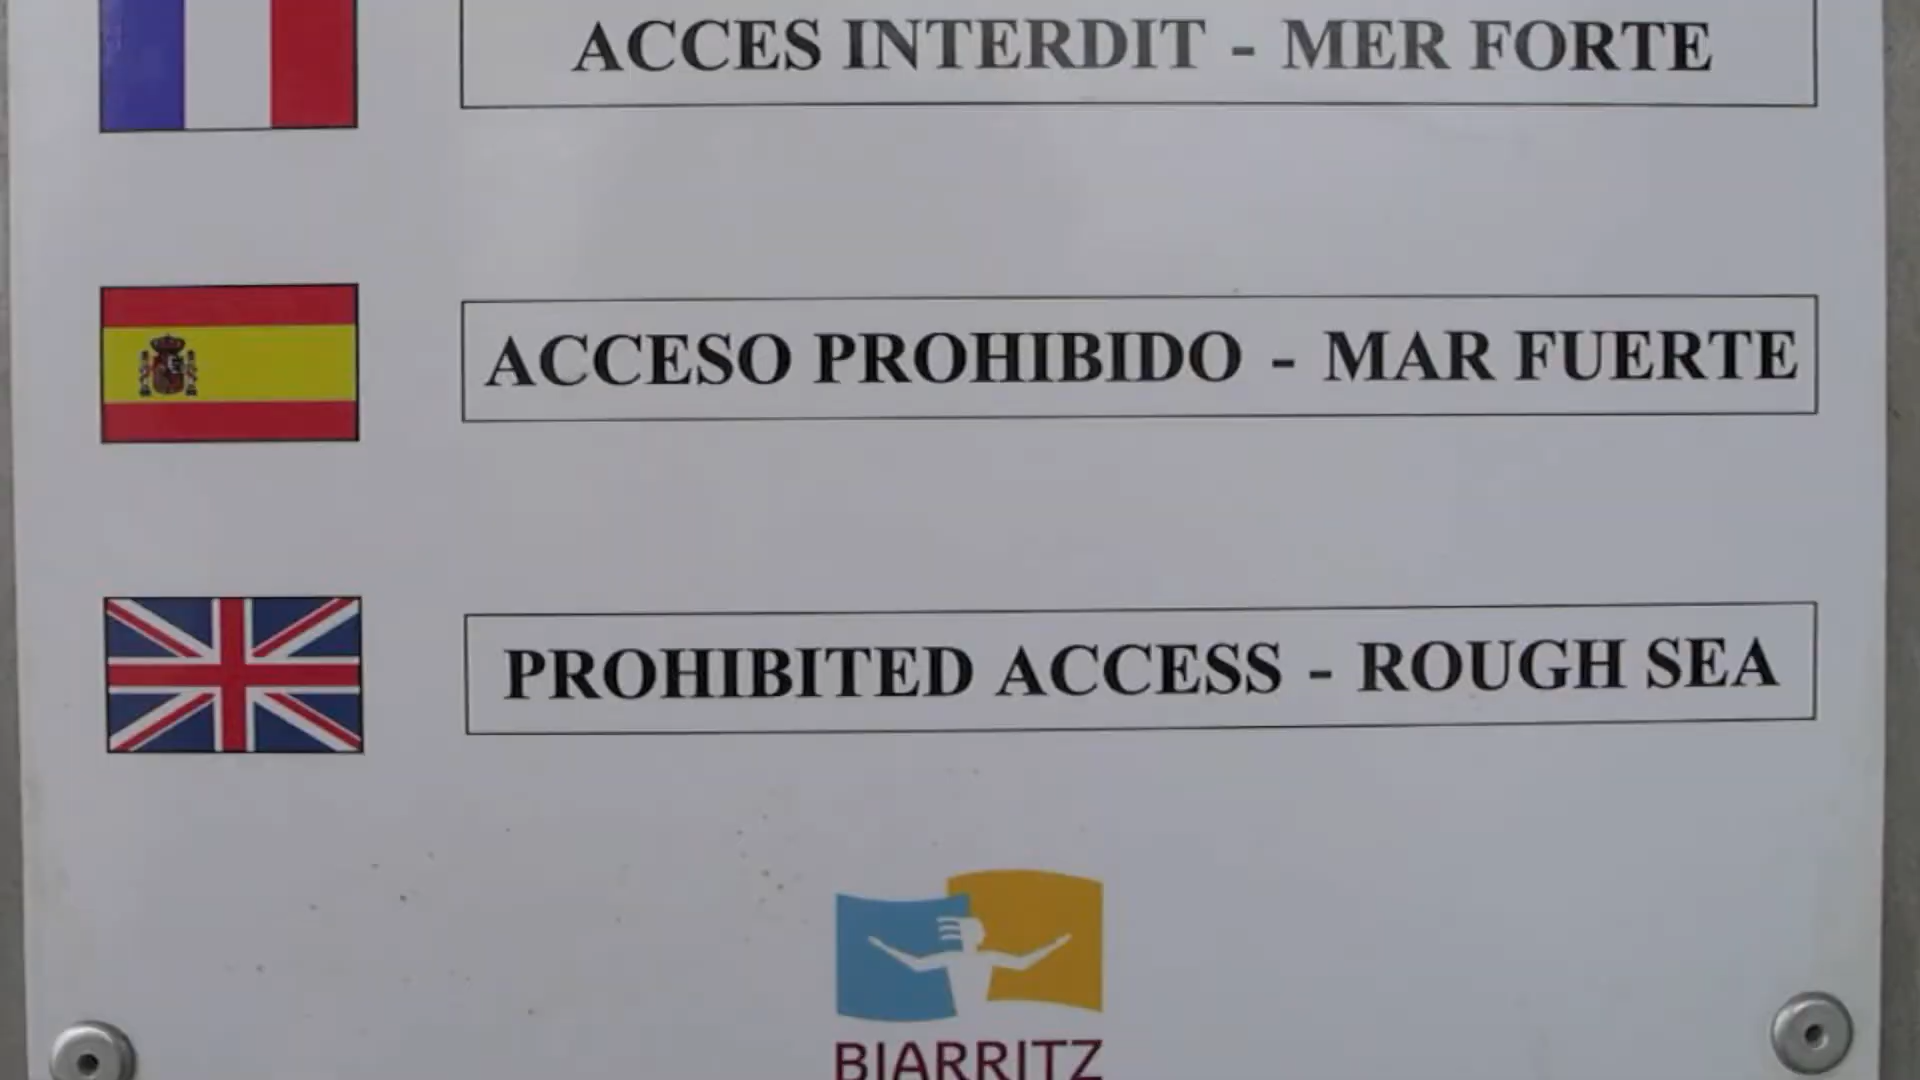 ACCES INTERDIT - MER FORTE
ACCESO PROHIBIDO - MAR FUERTE
PROHIBITED ACCESS - ROUGH SEA
BIARRITZ